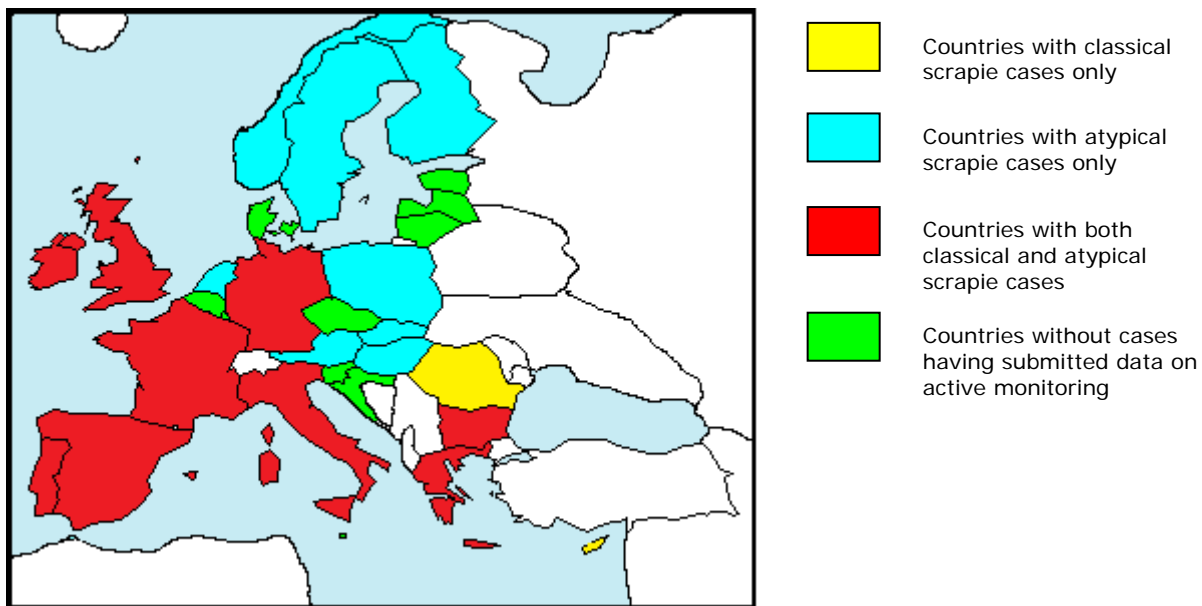 Countries with classical
scrapie cases only
Countries with atypical
scrapie cases only
Countries with both
classical and atypical
scrapie cases
Countries without cases
having submitted data on
active monitoring